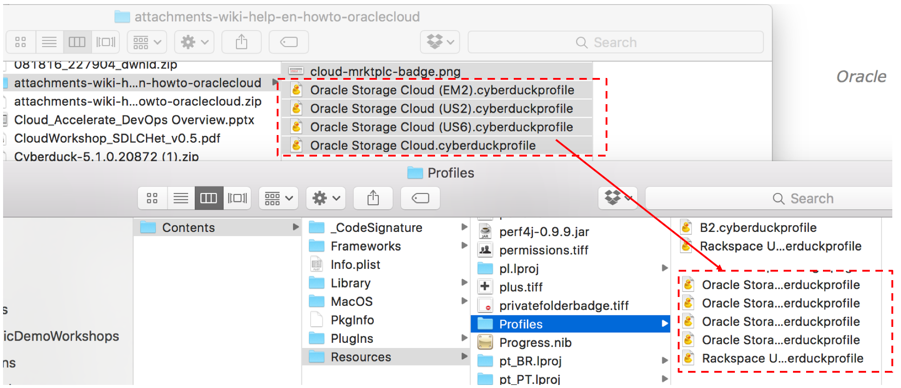 attachments-wiki-help-en-howto-oraclecloud
Search
081816_227904_dwnld.zip
attachments-wiki-h...n-howto-oraclecloud
attachments-wiki-h...owto-oraclecloud.zip
Cloud_Accelerate_DevOps Overview.pptx
CloudWorkshop_SDLCHet_v0.5.pdf
Cyberduck-5.1.0.20872 (1).zip
cloud-mrktplc-badge.png
Oracle Storage Cloud (EM2).cyberduckprofile
Oracle Storage Cloud (US2).cyberduckprofile
Oracle Storage Cloud (US6).cyberduckprofile
Oracle Storage Cloud.cyberduckprofile
Oracle
Profiles
Search
icDemoWorkshops
ns
Contents
_CodeSignature
Frameworks
Info.plist
Library
MacOS
PkgInfo
PlugIns
Resources
perf4j-0.9.9.jar
permissions.tiff
pl.lproj
plus.tiff
privatefolderbadge.tiff
Profiles
Progress.nib
pt_BR.lproj
pt_PT.lproj
B2.cyberduckprofile
Rackspace U...erduckprofile
Oracle Stora...erduckprofile
Oracle Stora...erduckprofile
Oracle Stora...erduckprofile
Oracle Stora...erduckprofile
Rackspace U...erduckprofile